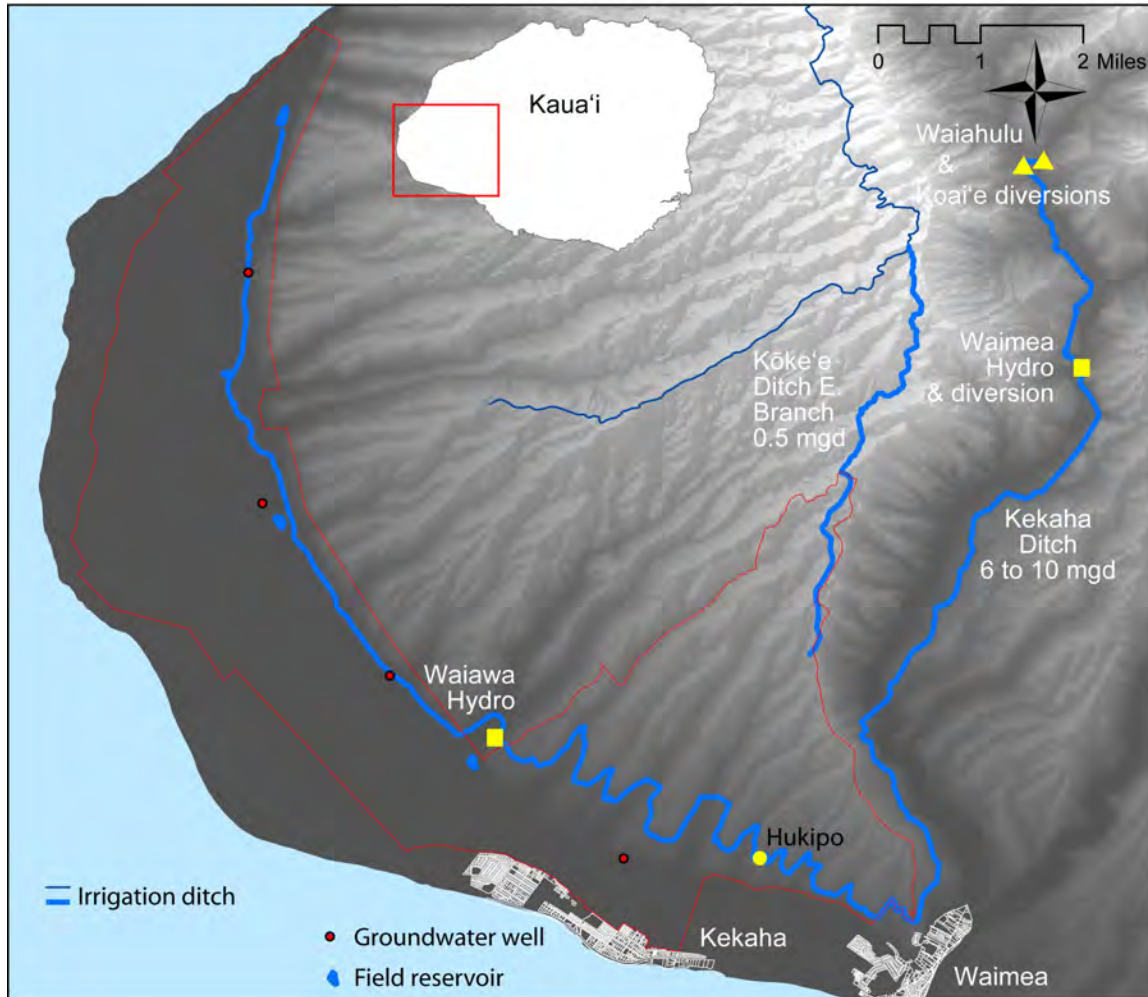 0 1 2 Miles
Kauaʻi
Waiahulu
&
Koaiʻe diversions
Waimea
Hydro
& diversion
Kōkeʻe
Ditch E.
Branch
0.5 mgd
Kekaha
Ditch
6 to 10 mgd
Waiawa
Hydro
Hukipo
Irrigation ditch
Groundwater well
Field reservoir
Kekaha
Waimea